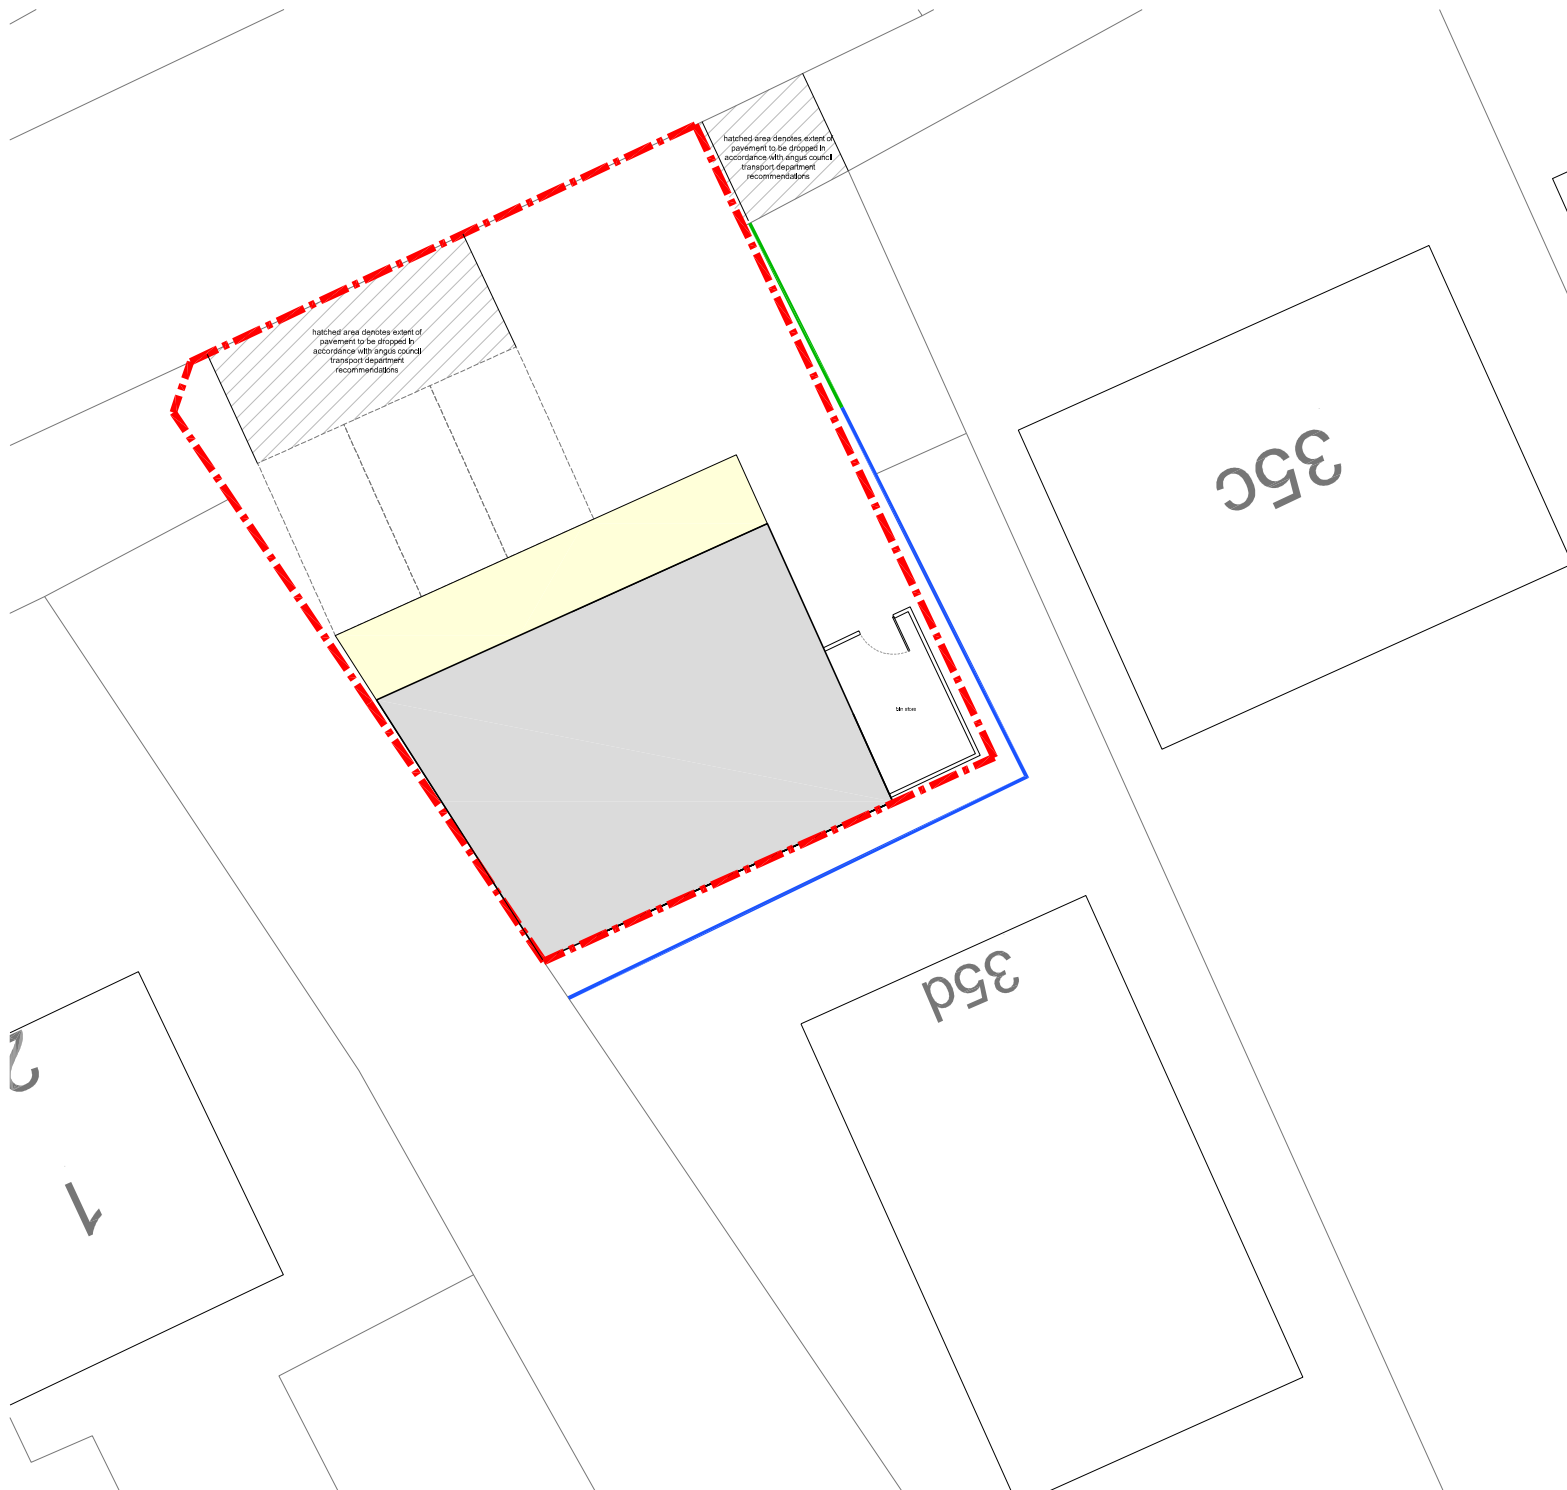 hatched area denotes extent of
pavement to be dropped in
accordance with angus council
transport department
recommendations
hatched area denotes extent of
pavement to be dropped in
accordance with angus council
transport department
recommendations
35c
bin store
35d
2
1